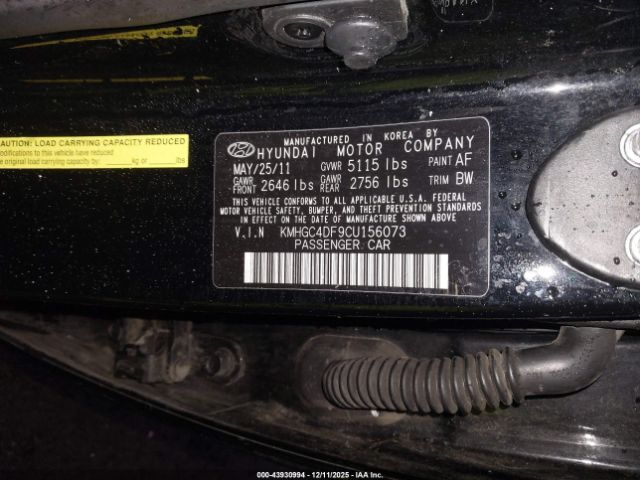 CAUTION: LOAD CARRYING CAPACITY REDUCED
modifications to this vehicle have reduced load carrying capacity by kg or lbs
MANUFACTURED IN KOREA BY
HYUNDAI MOTOR COMPANY
MAY/25/11 GVWR 5115 lbs PAINT AF
GAWR FRONT 2646 lbs GAWR REAR 2756 lbs TRIM BW
THIS VEHICLE CONFORMS TO ALL APPLICABLE U.S.A. FEDERAL
MOTOR VEHICLE SAFETY, BUMPER, AND THEFT PREVENTION STANDARDS
IN EFFECT ON THE DATE OF MANUFACTURE SHOWN ABOVE.
V.I.N KMHGC4DF9CU156073
PASSENGER CAR
000-43930994 12/11/2025 IAA Inc.